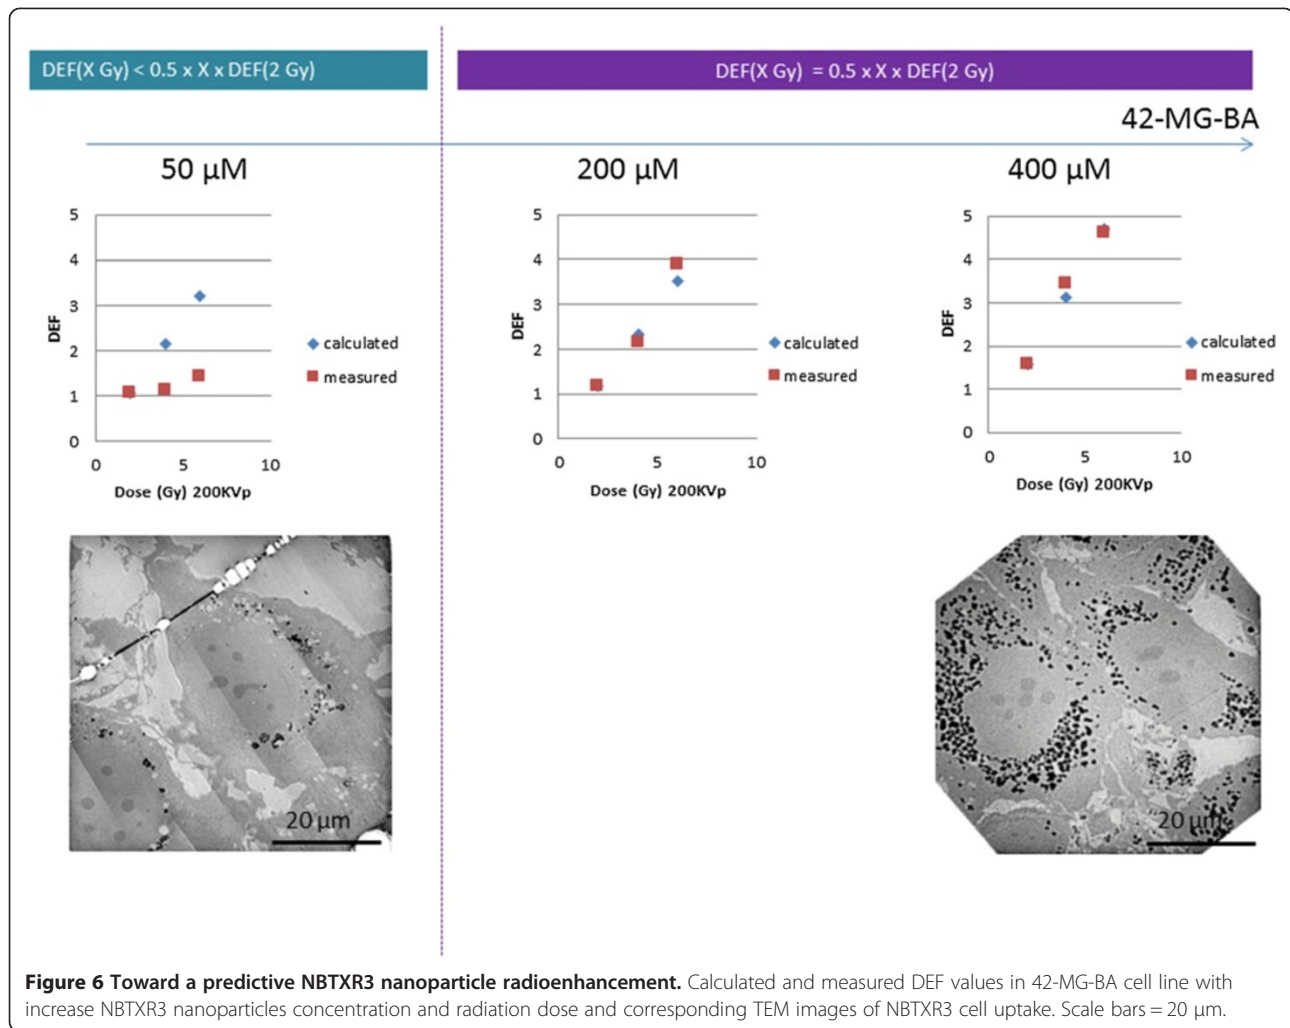 DEF(X Gy) < 0.5 x X x DEF(2 Gy)
DEF(X Gy) = 0.5 x X x DEF(2 Gy)
42-MG-BA
50 µM
200 µM
400 µM
5
4
3
2
1
0
DEF
0
5
10
Dose (Gy) 200KVp
calculated
measured
5
4
3
2
1
0
DEF
0
5
10
Dose (Gy) 200KVp
calculated
measured
5
4
3
2
1
0
DEF
0
5
10
Dose (Gy) 200KVp
calculated
measured
20 µm
20 µm
Figure 6 Toward a predictive NBTXR3 nanoparticle radioenhancement. Calculated and measured DEF values in 42-MG-BA cell line with
increase NBTXR3 nanoparticles concentration and radiation dose and corresponding TEM images of NBTXR3 cell uptake. Scale bars = 20 µm.